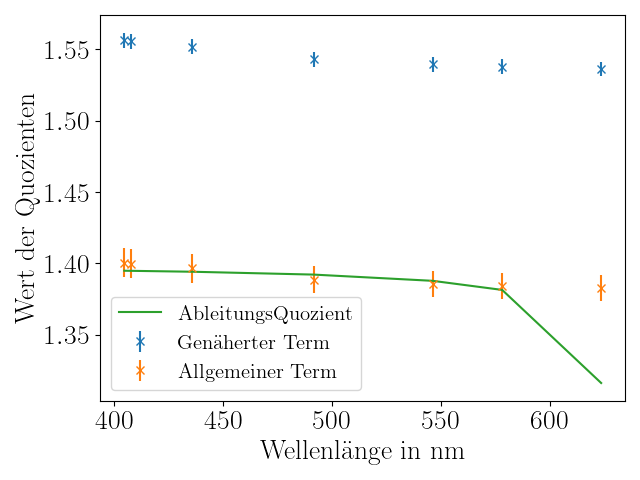 1.55
1.50
1.45
1.40
1.35
Wert der Quozienten
AbleitungsQuozient
Genäherter Term
Allgemeiner Term
400 450 500 550 600
Wellenlänge in nm